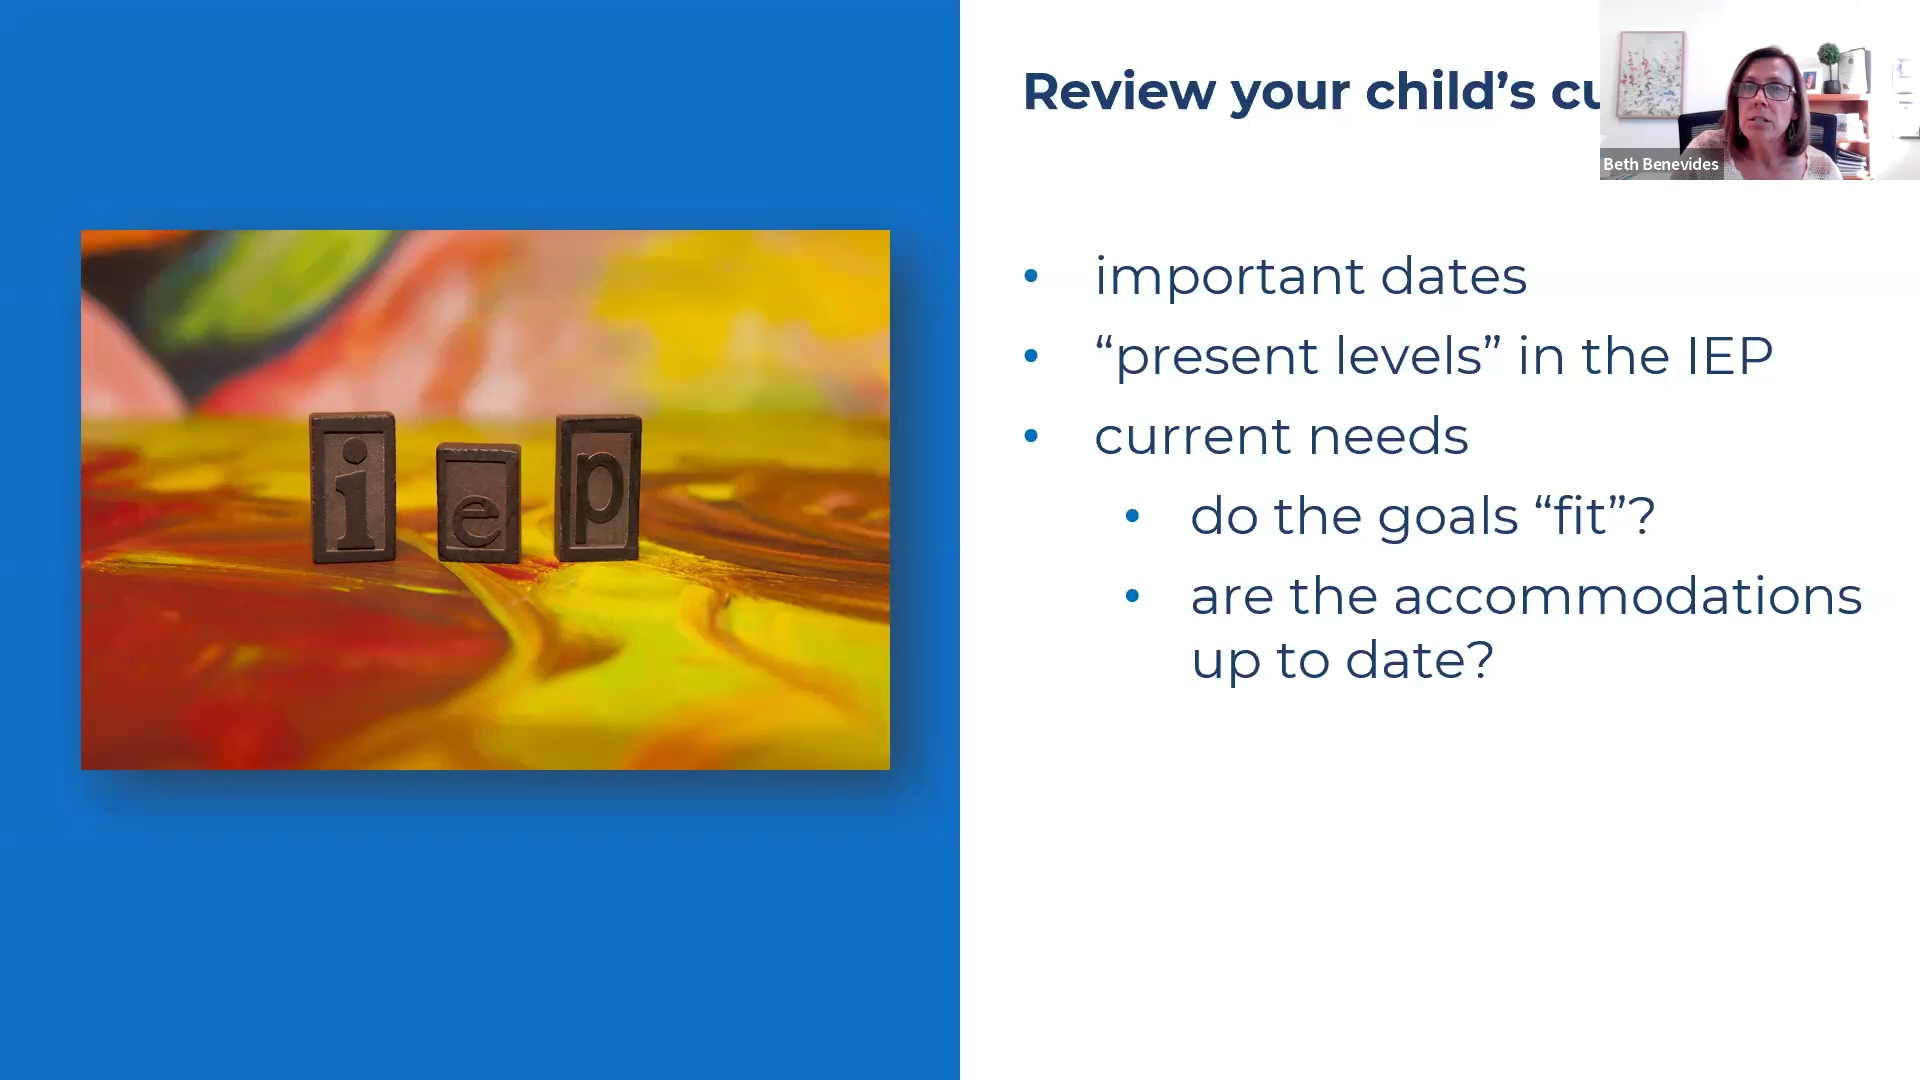 Review your child’s cu
Beth Benevides
iep
• important dates
• “present levels” in the IEP
• current needs
• do the goals “fit”?
• are the accommodations
up to date?